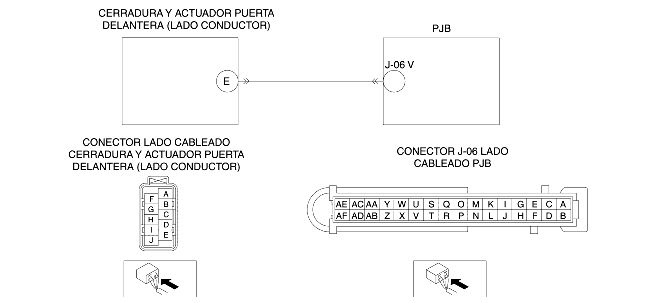 CERRADURA Y ACTUADOR PUERTA
DELANTERA (LADO CONDUCTOR)
PJB
J-06 V
E
CONECTOR LADO CABLEADO
CERRADURA Y ACTUADOR PUERTA
DELANTERA (LADO CONDUCTOR)
CONECTOR J-06 LADO
CABLEADO PJB
A
F
B
G
C
H
D
I
E
J
AE AC AA Y W U S Q O M K I G E C A
AF AD AB Z X V T R P N L J H F D B